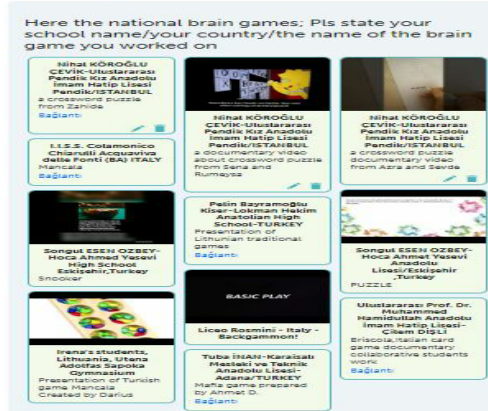 Here the national brain games; Pls state your
school name/your country/the name of the brain
game you worked on
Nihal KÖROĞLU
ÇEVİK-Uluslararası
Pendik Kız Anadolu
İmam Hatip Lisesi
Pendik/ISTANBUL
a crossword puzzle
from Zahide
Bağlantı
I.I.S.S. Colamonico
Chiarulli Acquaviva
delle Fonti (BA) ITALY
Mancala
Bağlantı
Songul ESEN OZBEY-
Hoca Ahmed Yesevi
High School
Eskişehir,Turkey
Snooker
Irena's students,
Lithuania, Utena
Adolfas Sapoka
Gymnasium
Presentation of Turkish
game Mancala
Created by Darius
Nihal KÖROĞLU
ÇEVİK-Uluslararası
Pendik Kız Anadolu
İmam Hatip Lisesi
Pendik/ISTANBUL
a documentary video
about crossword puzzle
from Sena and
Rumeysa
Pelin Bayramoğlu
Kiser-Lokman Hekim
Anatolian High
School-TURKEY
Presentation of
Lithunian traditional
games
Bağlantı
BASIC PLAY
Liceo Rosmini - Italy -
Backgammon!
Tuba İNAN-Karaisalı
Mesleki ve Teknik
Anadolu Lisesi-
Adana/TURKEY
Mafia game prepared
by Ahmet D.
Bağlantı
Nihal KÖROĞLU
ÇEVİK-Uluslararası
Pendik Kız Anadolu
İmam Hatip Lisesi
Pendik/ISTANBUL
a crossword puzzle
documentary video
from Azra and Sevde
Songul ESEN OZBEY-
Hoca Ahmet Yesevi
Anadolu
Lisesi/Eskişehir
,Turkey
PUZZLE
Uluslararası Prof. Dr.
Muhammed
Hamidullah Anadolu
İmam Hatip Lisesi-
Çilem DİŞLİ
Briscola,Italian card
game documentary
collaborative students
work
Bağlantı